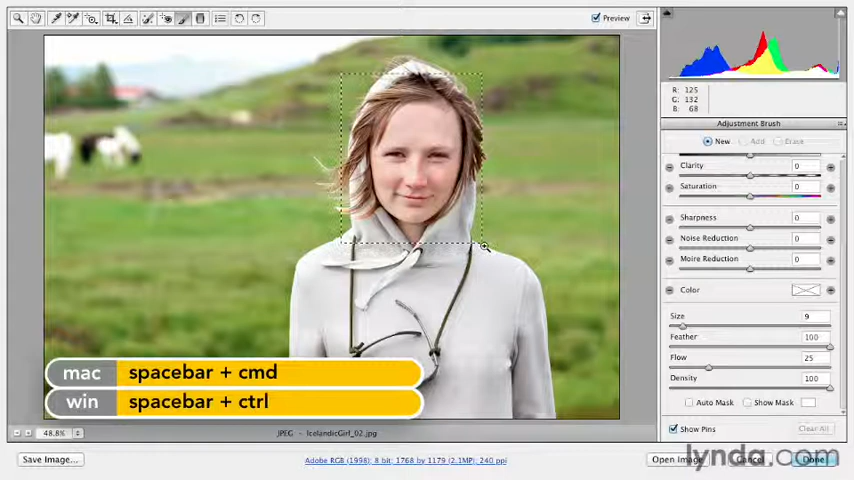 Preview
R: 125
G: 132
B: 68
Adjustment Brush
New Add Erase
Clarity 0
Saturation 0
Sharpness 0
Noise Reduction 0
Moire Reduction 0
Color
Size 9
Feather 100
Flow 25
Density 100
Auto Mask Show Mask
Show Pins Clear All
mac spacebar + cmd
win spacebar + ctrl
48.8% JPEG - IcelandicGirl_02.jpg
Save Image... Adobe RGB (1998); 8 bit; 1768 by 1179 (2.1MP); 240 ppi Open Image Cancel Done
lynda.com